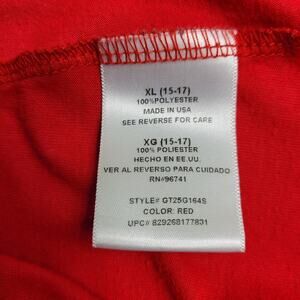 XL (15-17)
100%POLYESTER
MADE IN USA
SEE REVERSE FOR CARE
XG (15-17)
100% POLIESTER
HECHO EN EE.UU.
VER AL REVERSO PARA CUIDADO
RN#96741
STYLE# GT25G164S
COLOR: RED
UPC# 829268177831